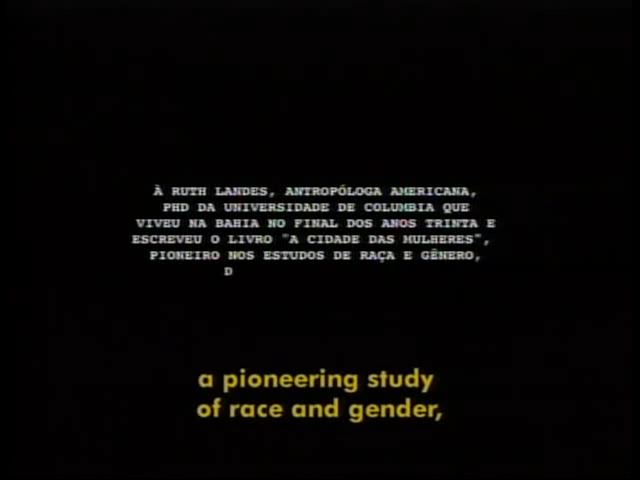 À RUTH LANDES, ANTROPÓLOGA AMERICANA,
PHD DA UNIVERSIDADE DE COLUMBIA QUE
VIVEU NA BAHIA NO FINAL DOS ANOS TRINTA E
ESCREVEU O LIVRO "A CIDADE DAS MULHERES",
PIONEIRO NOS ESTUDOS DE RAÇA E GÊNERO,
D
a pioneering study
of race and gender,